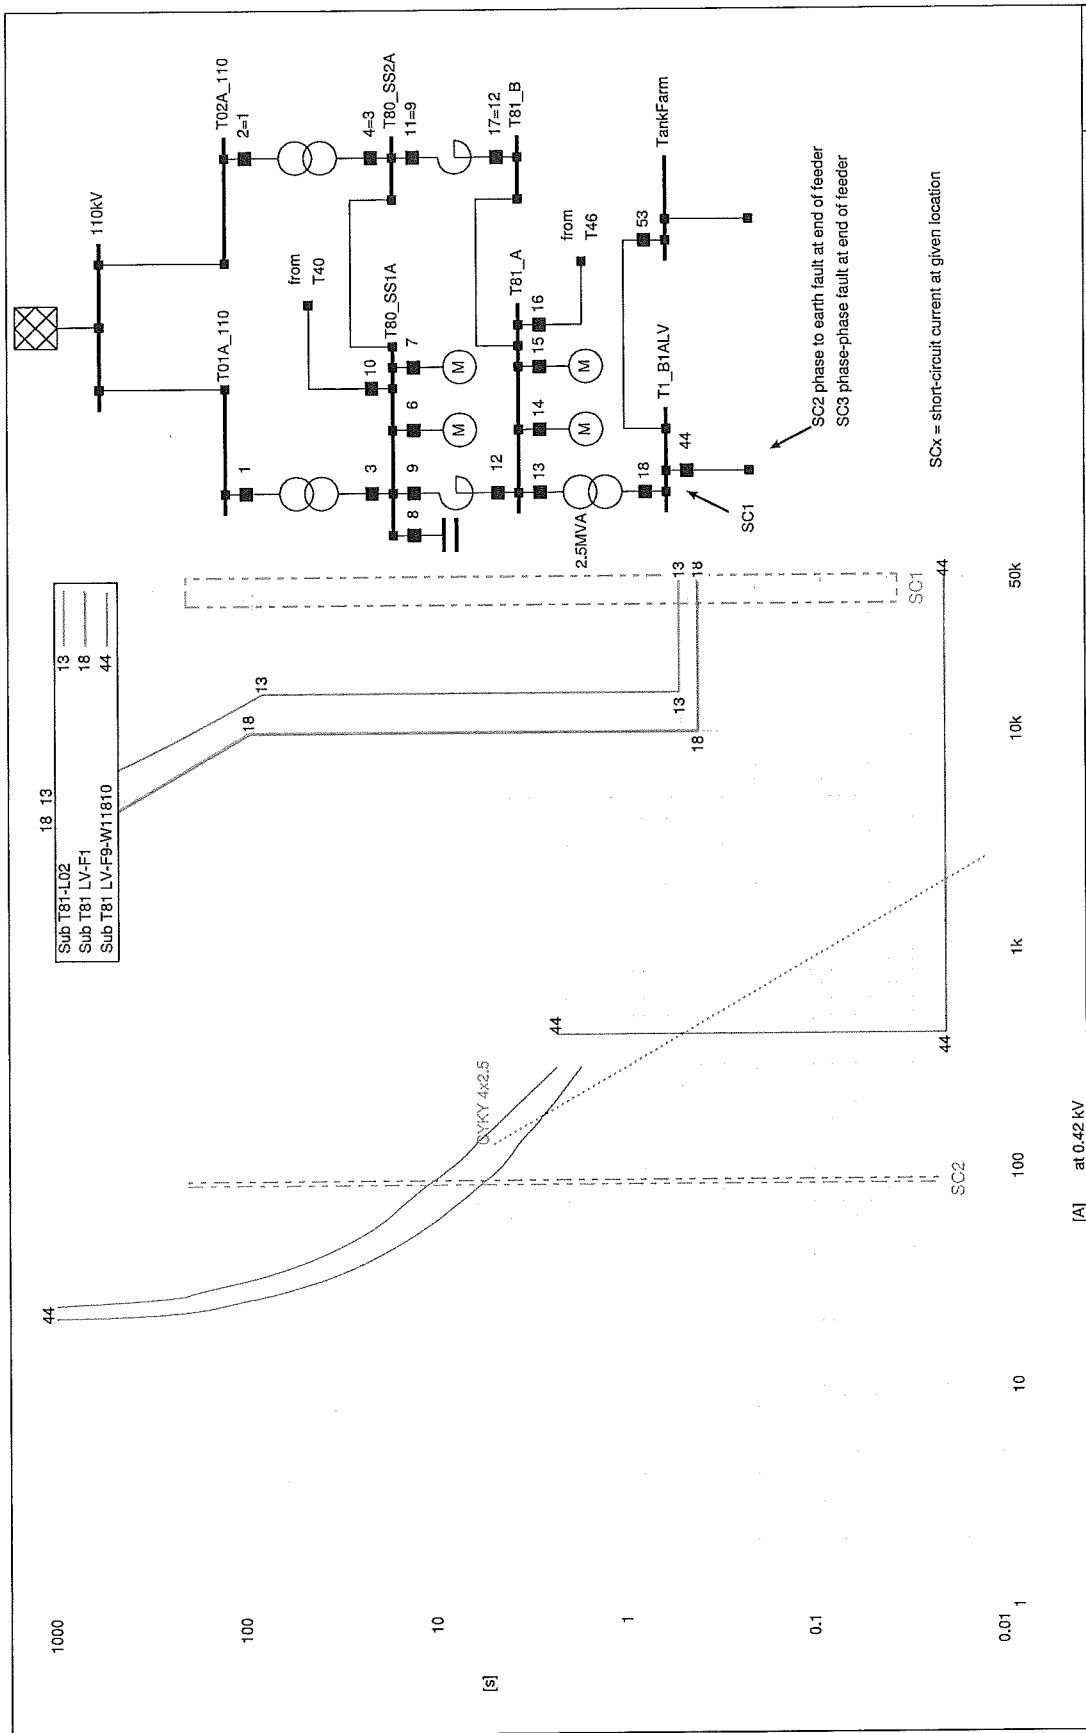 18 13
Sub T81-L02 13
Sub T81 LV-F1 18
Sub T81 LV-F9-W11810 44
1000
100
10
1
0.1
0.01
[s]
1
10
100
1k
10k
50k
[A] at 0.42 kV
44
44
44
44
18
18
18
13
13
13
CYKY 4x2.5
SC2
SC1
110kV
T01A_110
T02A_110
1
2=1
from
T40
3
4=3
10
T80_SS1A
T80_SS2A
8
9
6
7
11=9
M
M
12
17=12
T81_A
T81_B
13
14
15
16
from
T46
M
M
2.5MVA
18
T1_B1ALV
53
TankFarm
44
SC1
SC2 phase to earth fault at end of feeder
SC3 phase-phase fault at end of feeder
SCx = short-circuit current at given location